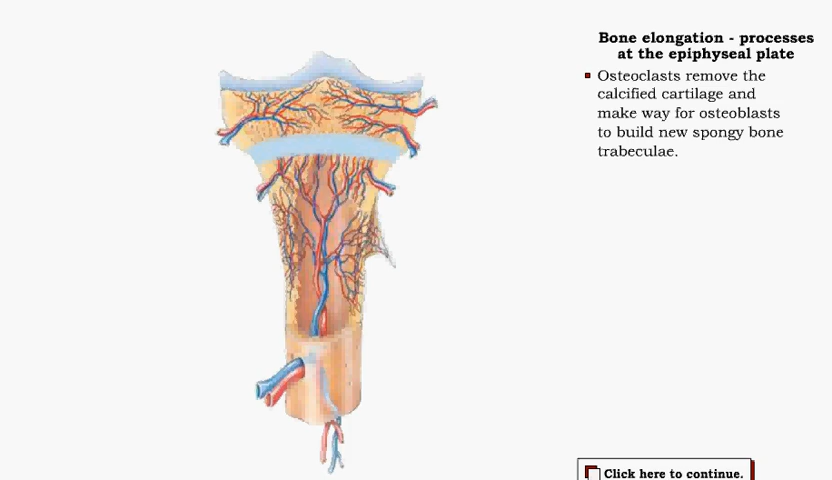 Bone elongation - processes
at the epiphyseal plate
Osteoclasts remove the
calcified cartilage and
make way for osteoblasts
to build new spongy bone
trabeculae.
Click here to continue.